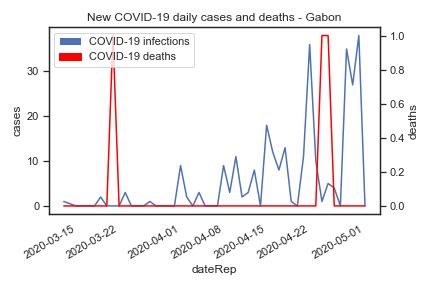 New COVID-19 daily cases and deaths - Gabon
COVID-19 infections
COVID-19 deaths
cases
30
20
10
0
deaths
1.0
0.8
0.6
0.4
0.2
0.0
2020-03-15
2020-03-22
2020-04-01
2020-04-08
2020-04-15
2020-04-22
2020-05-01
dateRep